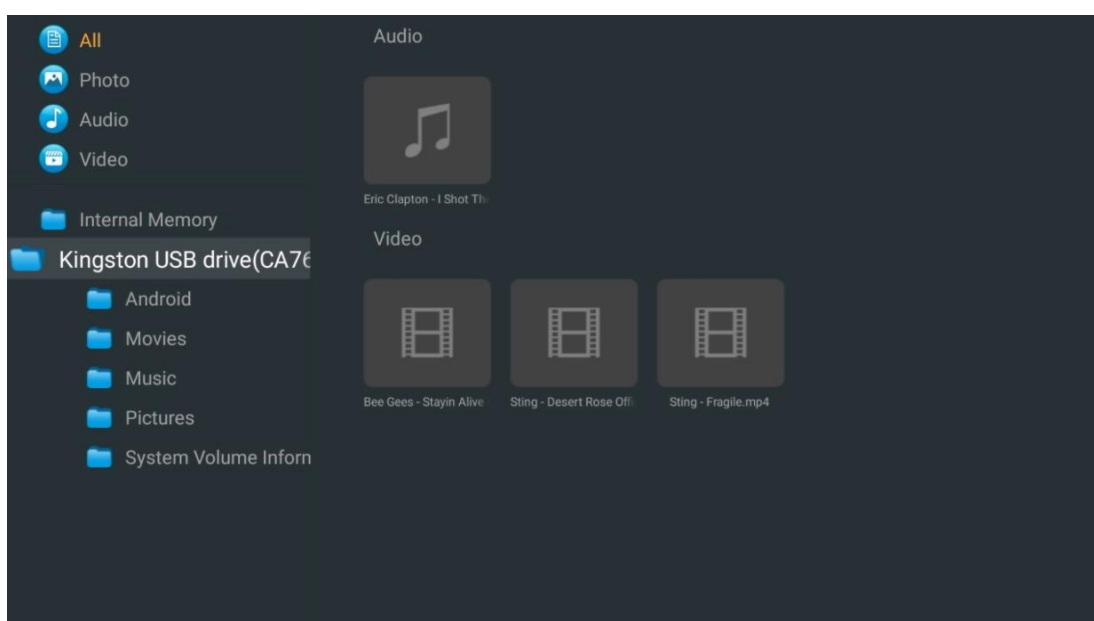 All
Photo
Audio
Video
Internal Memory
Kingston USB drive(CA76
Android
Movies
Music
Pictures
System Volume Inforn
Audio
Eric Clapton - I Shot Th
Video
Bee Gees - Stayin Alive
Sting - Desert Rose Offi
Sting - Fragile.mp4